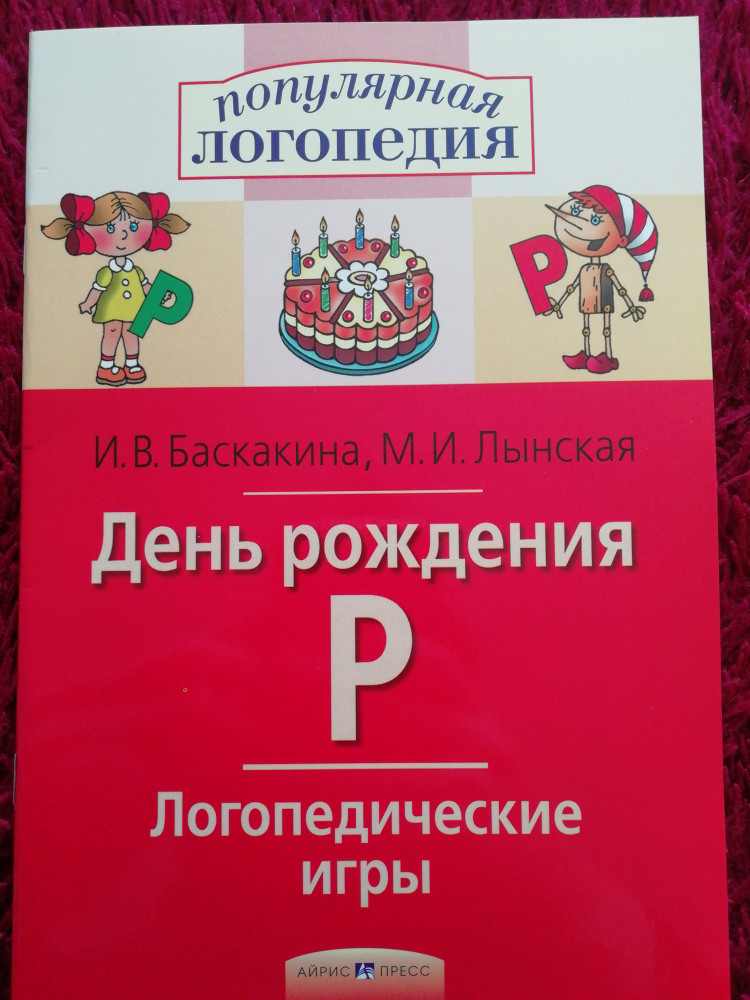 популярная
ЛОГОПЕДИЯ
Р
Р
И. В. Баскакина, М. И. Лынская
День рождения
Р
Логопедические
игры
АЙРИС ПРЕСС